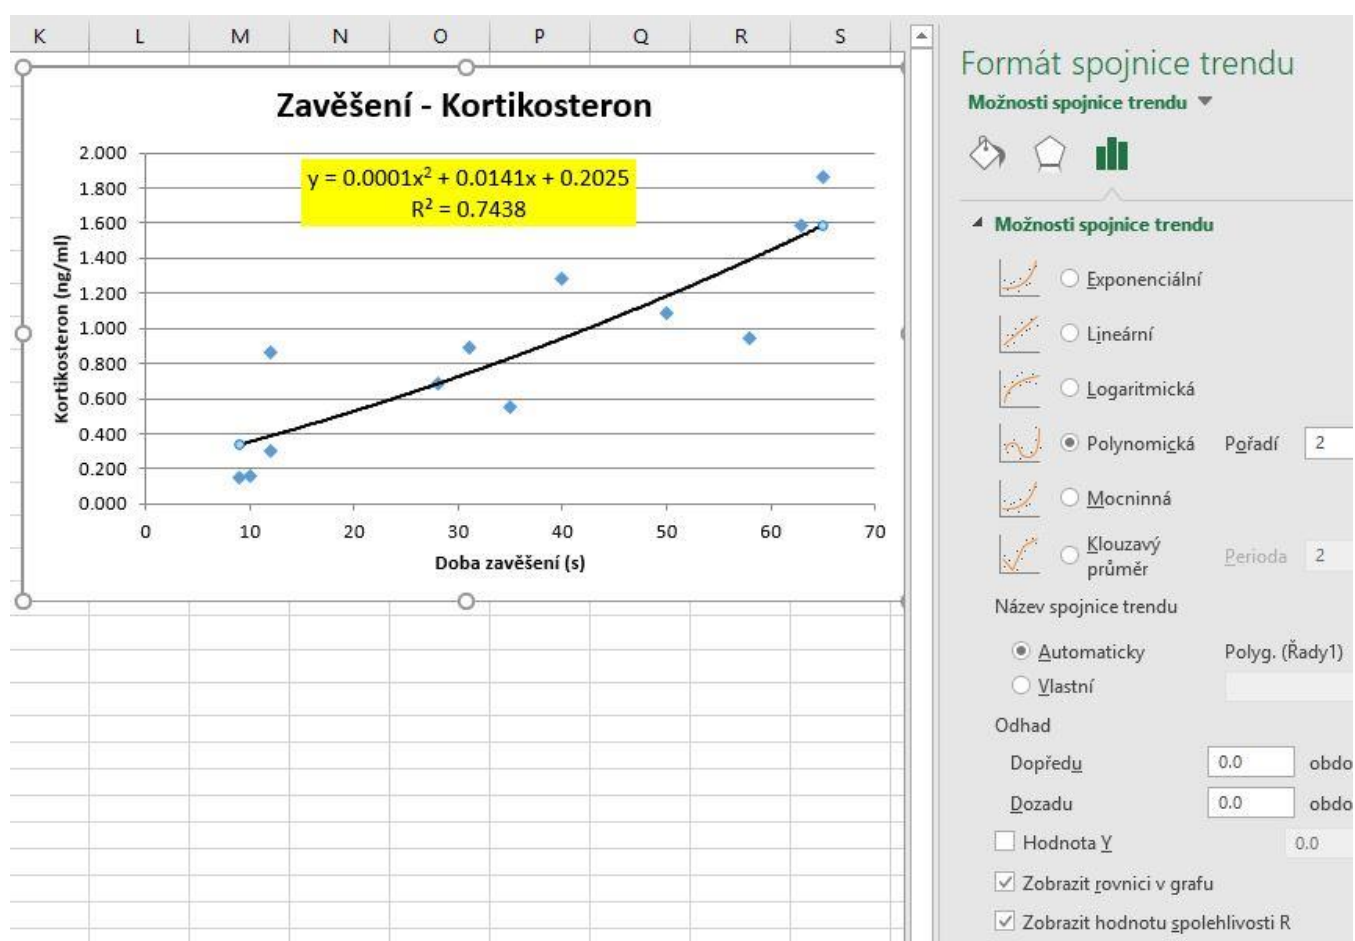 K L M N O P Q R S
Zavěšení - Kortikosteron
y = 0.0001x² + 0.0141x + 0.2025
R² = 0.7438
2.000
1.800
1.600
1.400
1.200
1.000
0.800
0.600
0.400
0.200
0.000
Kortikosteron (ng/ml)
0 10 20 30 40 50 60 70
Doba zavěšení (s)
Formát spojnice trendu
Možnosti spojnice trendu
Možnosti spojnice trendu
Exponenciální
Lineární
Logaritmická
Polynomická Pořadí 2
Mocninná
Klouzavý
průměr Perioda 2
Název spojnice trendu
Automaticky Polyg. (Řady1)
Vlastní
Odhad
Dopředu 0.0 obdo
Dozadu 0.0 obdo
Hodnota Y 0.0
Zobrazit rovnici v grafu
Zobrazit hodnotu spolehlivosti R